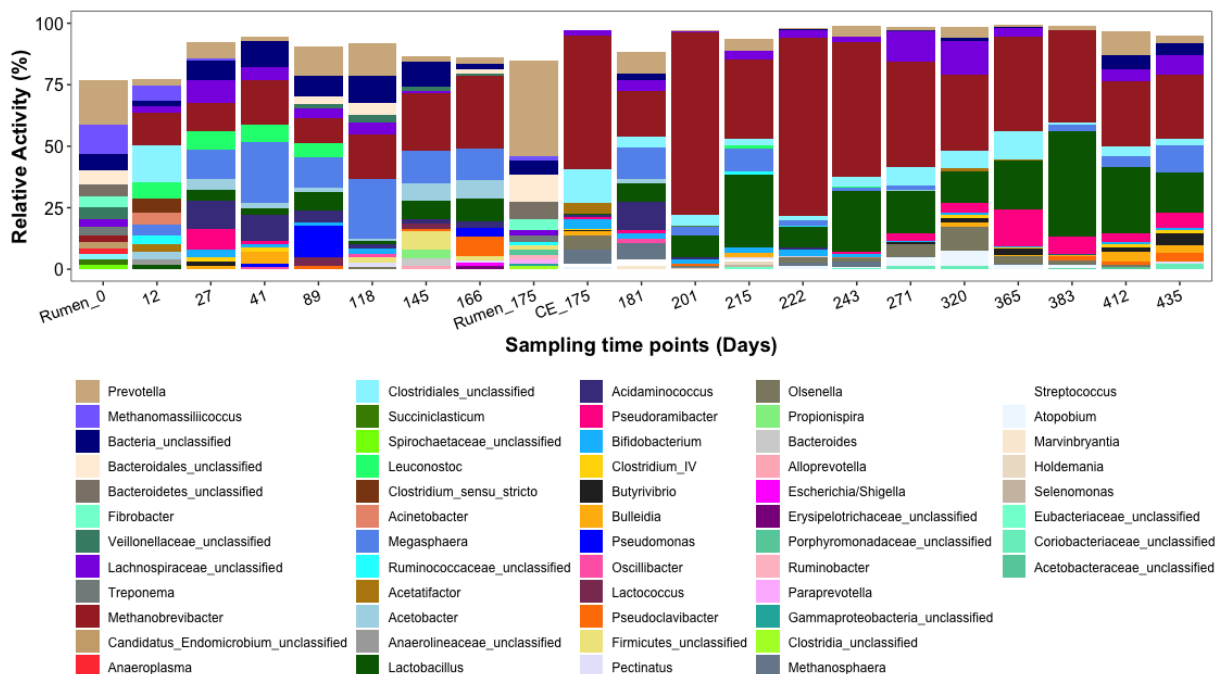 Relative Activity (%)
100
75
50
25
0
Rumen_0 12 27 41 89 118 145 166 Rumen_175 CE_175 181 201 215 222 243 271 320 365 383 412 435
Sampling time points (Days)
Prevotella Clostridiales_unclassified Acidaminococcus Olsenella Streptococcus
Methanomassiliicoccus Succiniclasticum Pseudoramibacter Propionispira Atopobium
Bacteria_unclassified Spirochaetaceae_unclassified Bifidobacterium Bacteroides Marvinbryantia
Bacteroidales_unclassified Leuconostoc Clostridium_IV Alloprevotella Holdemania
Bacteroidetes_unclassified Clostridium_sensu_stricto Butyrivibrio Escherichia/Shigella Selenomonas
Fibrobacter Acinetobacter Bulleidia Erysipelotrichaceae_unclassified Eubacteriaceae_unclassified
Veillonellaceae_unclassified Megasphaera Pseudomonas Porphyromonadaceae_unclassified Coriobacteriaceae_unclassified
Lachnospiraceae_unclassified Ruminococcaceae_unclassified Oscillibacter Ruminobacter Acetobacteraceae_unclassified
Treponema Acetatifactor Lactococcus Paraprevotella
Methanobrevibacter Acetobacter Pseudoclavibacter Gammaproteobacteria_unclassified
Candidatus_Endomicrobium_unclassified Anaerolineaceae_unclassified Firmicutes_unclassified Clostridia_unclassified
Anaeroplasma Lactobacillus Pectinatus Methanosphaera